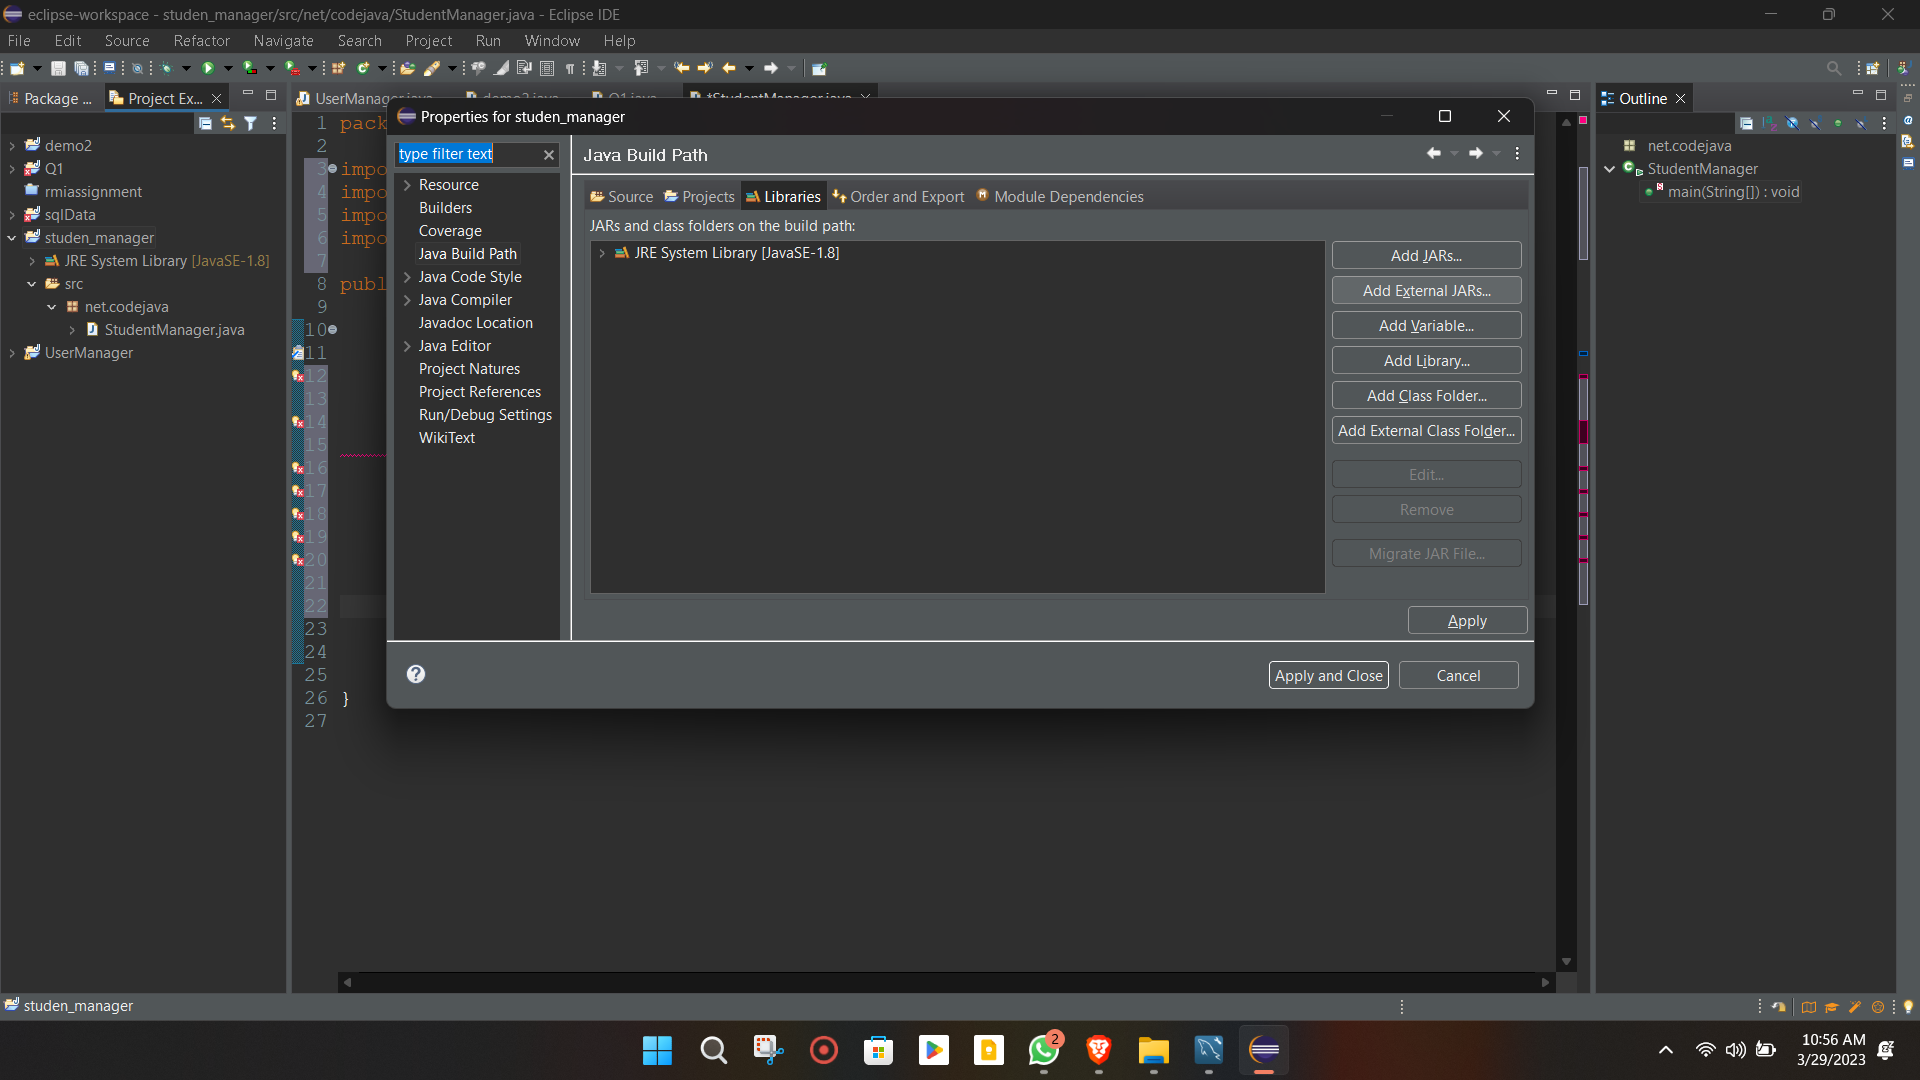 eclipse-workspace - studen_manager/src/net/codejava/StudentManager.java - Eclipse IDE
File Edit Source Refactor Navigate Search Project Run Window Help
Package ... Project Ex...
demo2
Q1
rmiassignment
sqlData
studen_manager
JRE System Library [JavaSE-1.8]
src
net.codejava
StudentManager.java
UserManager
UserManager.java demo2.java Q1.java *StudentManager.java
1 pack
2
3 impo
4 impo
5 impo
6 impo
7
8 publ
9
10
11
12
13
14
15
16
17
18
19
20
21
22
23
24
25
26 }
27
Properties for studen_manager
type filter text
Resource
Builders
Coverage
Java Build Path
Java Code Style
Java Compiler
Javadoc Location
Java Editor
Project Natures
Project References
Run/Debug Settings
WikiText
Java Build Path
Source Projects Libraries Order and Export Module Dependencies
JARs and class folders on the build path:
JRE System Library [JavaSE-1.8]
Add JARs...
Add External JARs...
Add Variable...
Add Library...
Add Class Folder...
Add External Class Folder...
Edit...
Remove
Migrate JAR File...
Apply
Apply and Close Cancel
Outline
net.codejava
StudentManager
main(String[]) : void
studen_manager
2
10:56 AM
3/29/2023